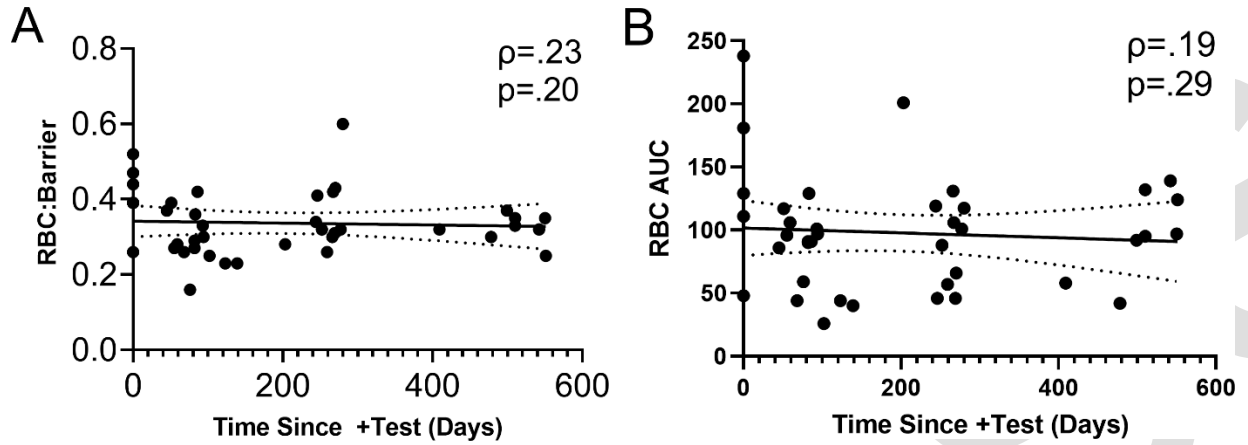 A
ρ=.23
p=.20
RBC:Barrier
0.8
0.6
0.4
0.2
0.0
0 200 400 600
Time Since +Test (Days)
B
ρ=.19
p=.29
RBC AUC
250
200
150
100
50
0
0 200 400 600
Time Since +Test (Days)